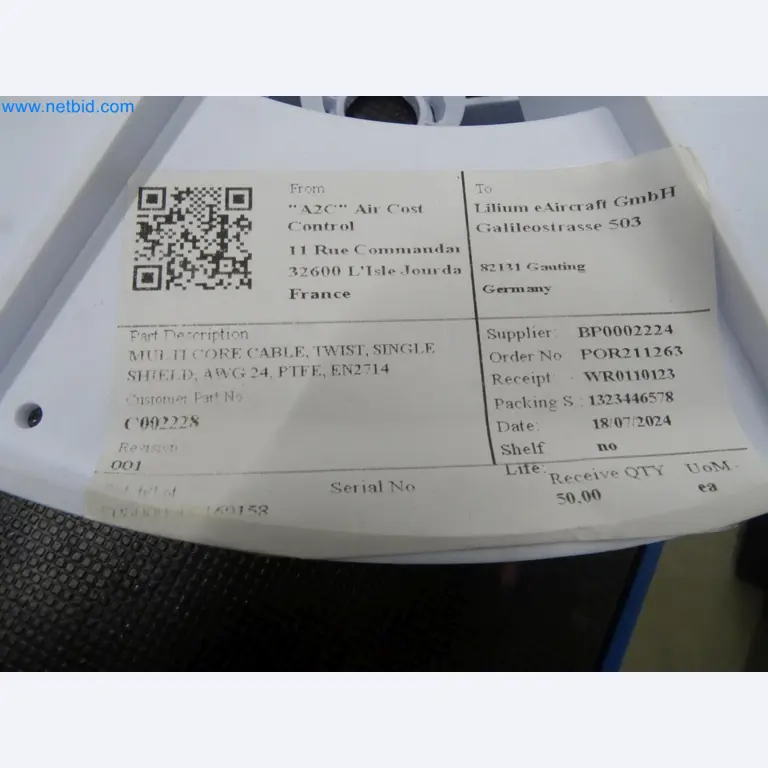 www.netbid.com
From
"A2C" Air Cost
Control
11 Rue Commandar
32600 L'Isle Jourda
France
To
Lilium eAircraft GmbH
Galileostrasse 503
82131 Gauting
Germany
Part Description
MULTI CORE CABLE, TWIST, SINGLE
SHIELD, AWG 24, PTFE, EN2714
Customer Part No
C002228
Revision:
001
Supplier: BP0002224
Order No POR211263
Receipt: WR0110123
Packing S.: 1323446578
Date: 18/07/2024
Shelf no
Life:
Serial No
Receive QTY UoM
50.00 ea